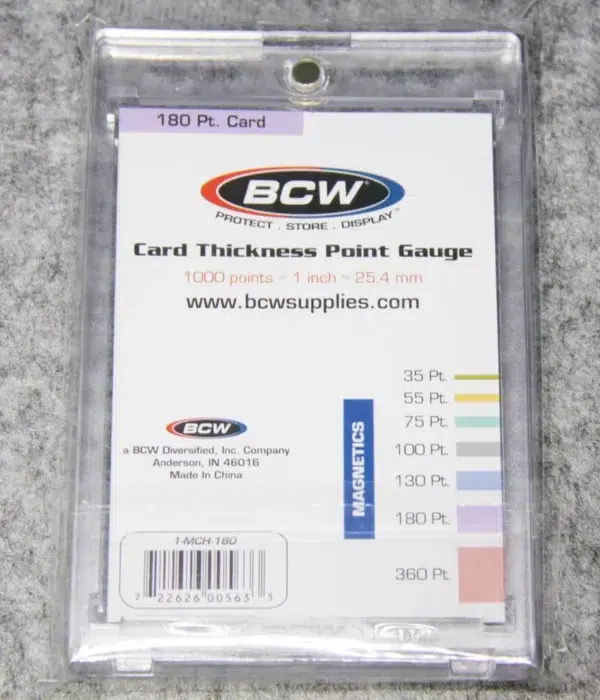 180 Pt. Card
BCW®
PROTECT . STORE . DISPLAY™
Card Thickness Point Gauge
1000 points = 1 inch = 25.4 mm
www.bcwsupplies.com
35 Pt.
55 Pt.
75 Pt.
100 Pt.
130 Pt.
180 Pt.
360 Pt.
MAGNETICS
BCW
a BCW Diversified, Inc. Company
Anderson, IN 46016
Made In China
1-MCH-180
7 22626 00563 3